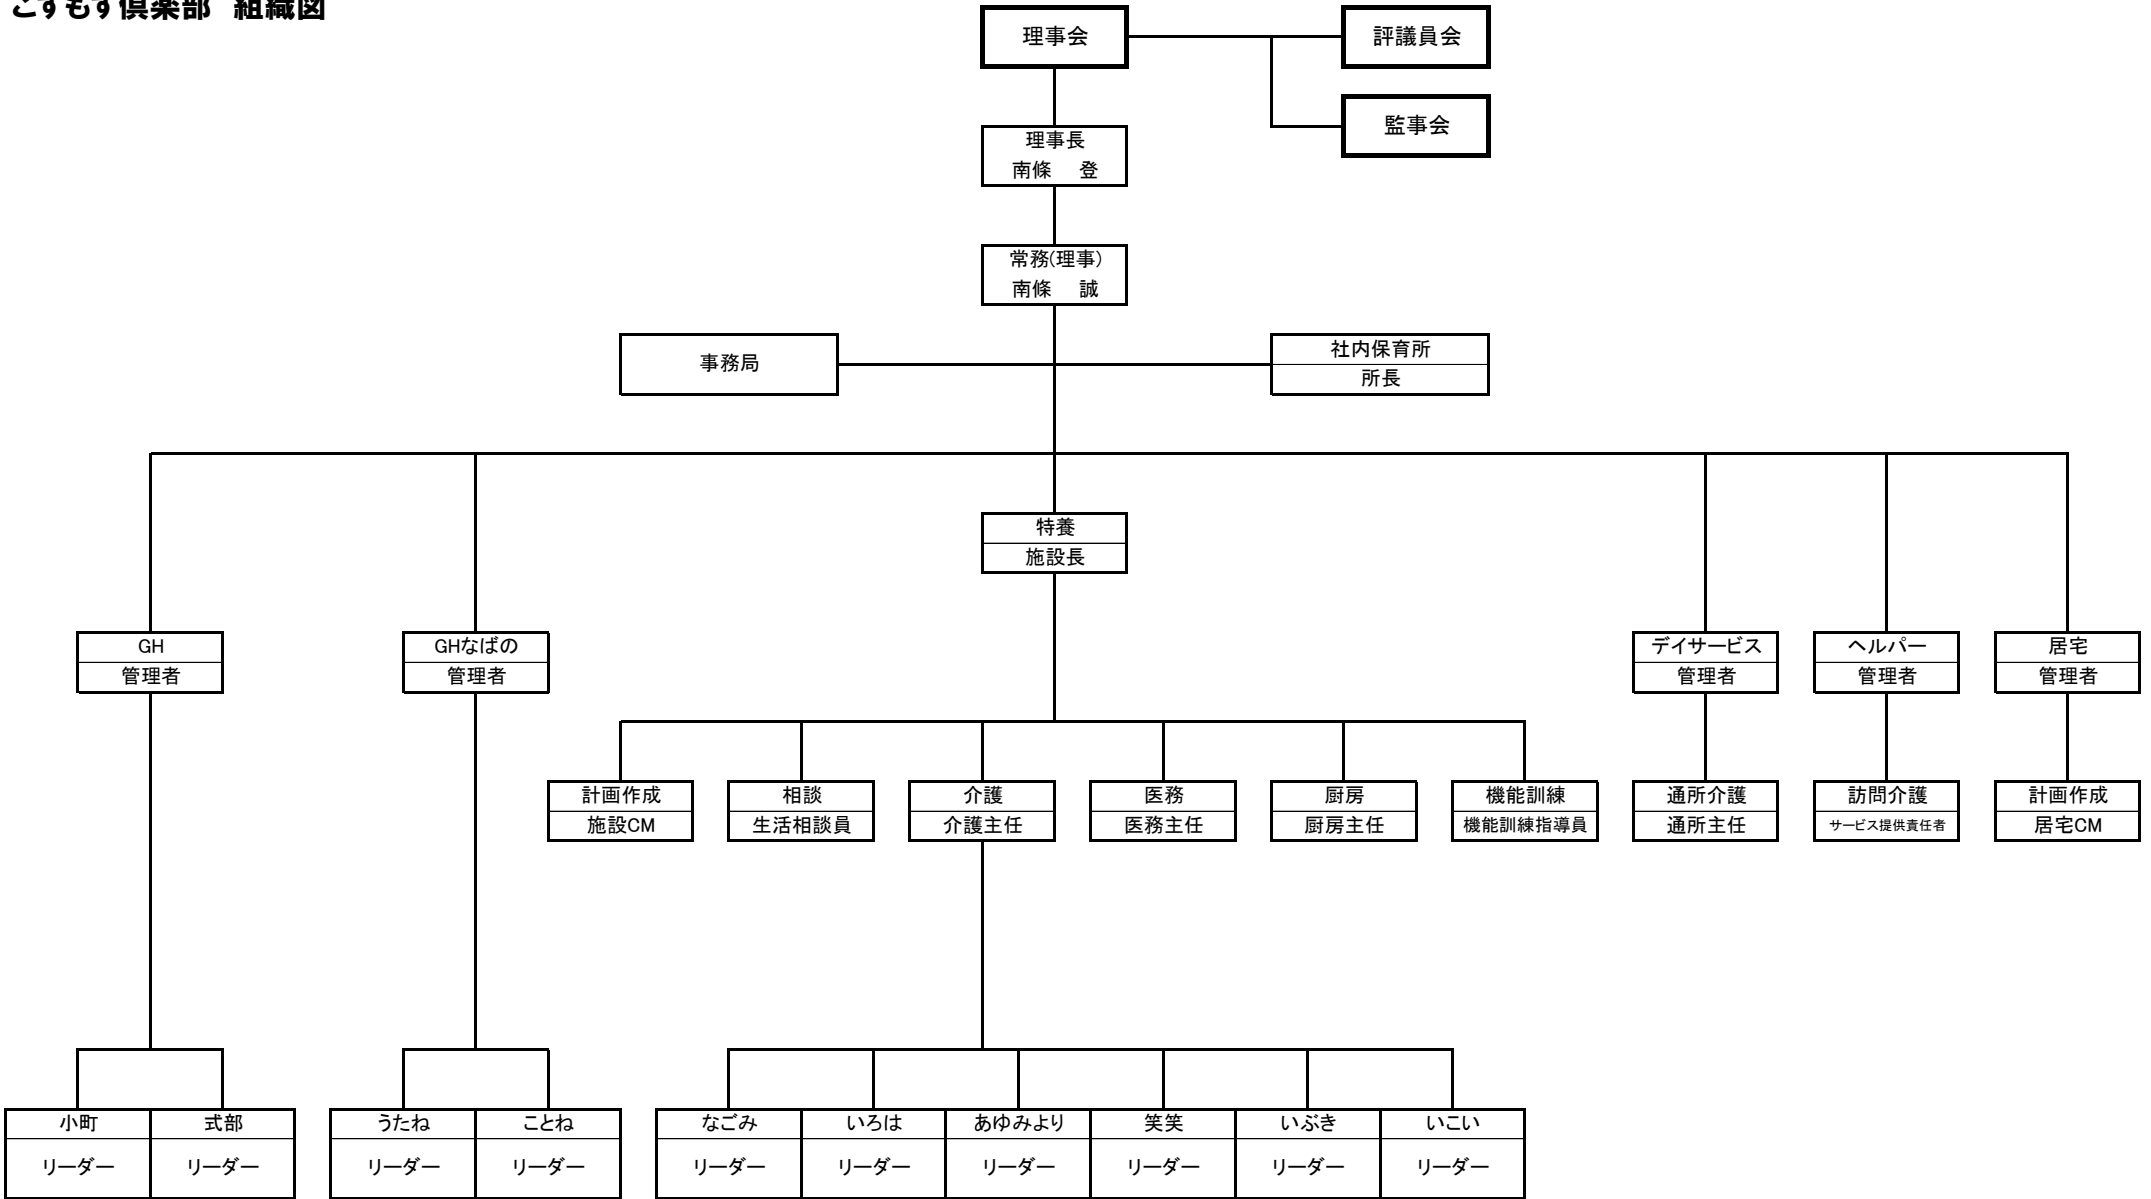 こすもす倶楽部 組織図
理事会
評議員会
監事会
理事長
南條 登
常務(理事)
南條 誠
事務局
社内保育所
所長
特養
施設長
GH
管理者
GHなばの
管理者
デイサービス
管理者
ヘルパー
管理者
居宅
管理者
計画作成
施設CM
相談
生活相談員
介護
介護主任
医務
医務主任
厨房
厨房主任
機能訓練
機能訓練指導員
通所介護
通所主任
訪問介護
サービス提供責任者
計画作成
居宅CM
小町
リーダー
式部
リーダー
うたね
リーダー
ことね
リーダー
なごみ
リーダー
いろは
リーダー
あゆみより
リーダー
笑笑
リーダー
いぶき
リーダー
いこい
リーダー